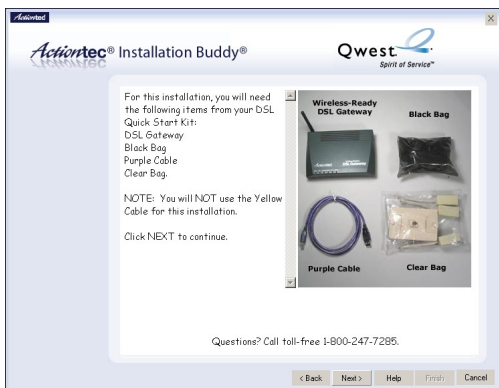 Actiontec
Actiontec® Installation Buddy®
Qwest
Spirit of Service™
For this installation, you will need
the following items from your DSL
Quick Start Kit:
DSL Gateway
Black Bag
Purple Cable
Clear Bag.
NOTE: You will NOT use the Yellow
Cable for this installation.
Click NEXT to continue.
Wireless-Ready
DSL Gateway
Black Bag
Purple Cable
Clear Bag
Questions? Call toll-free 1-800-247-7285.
< Back
Next >
Help
Finish
Cancel